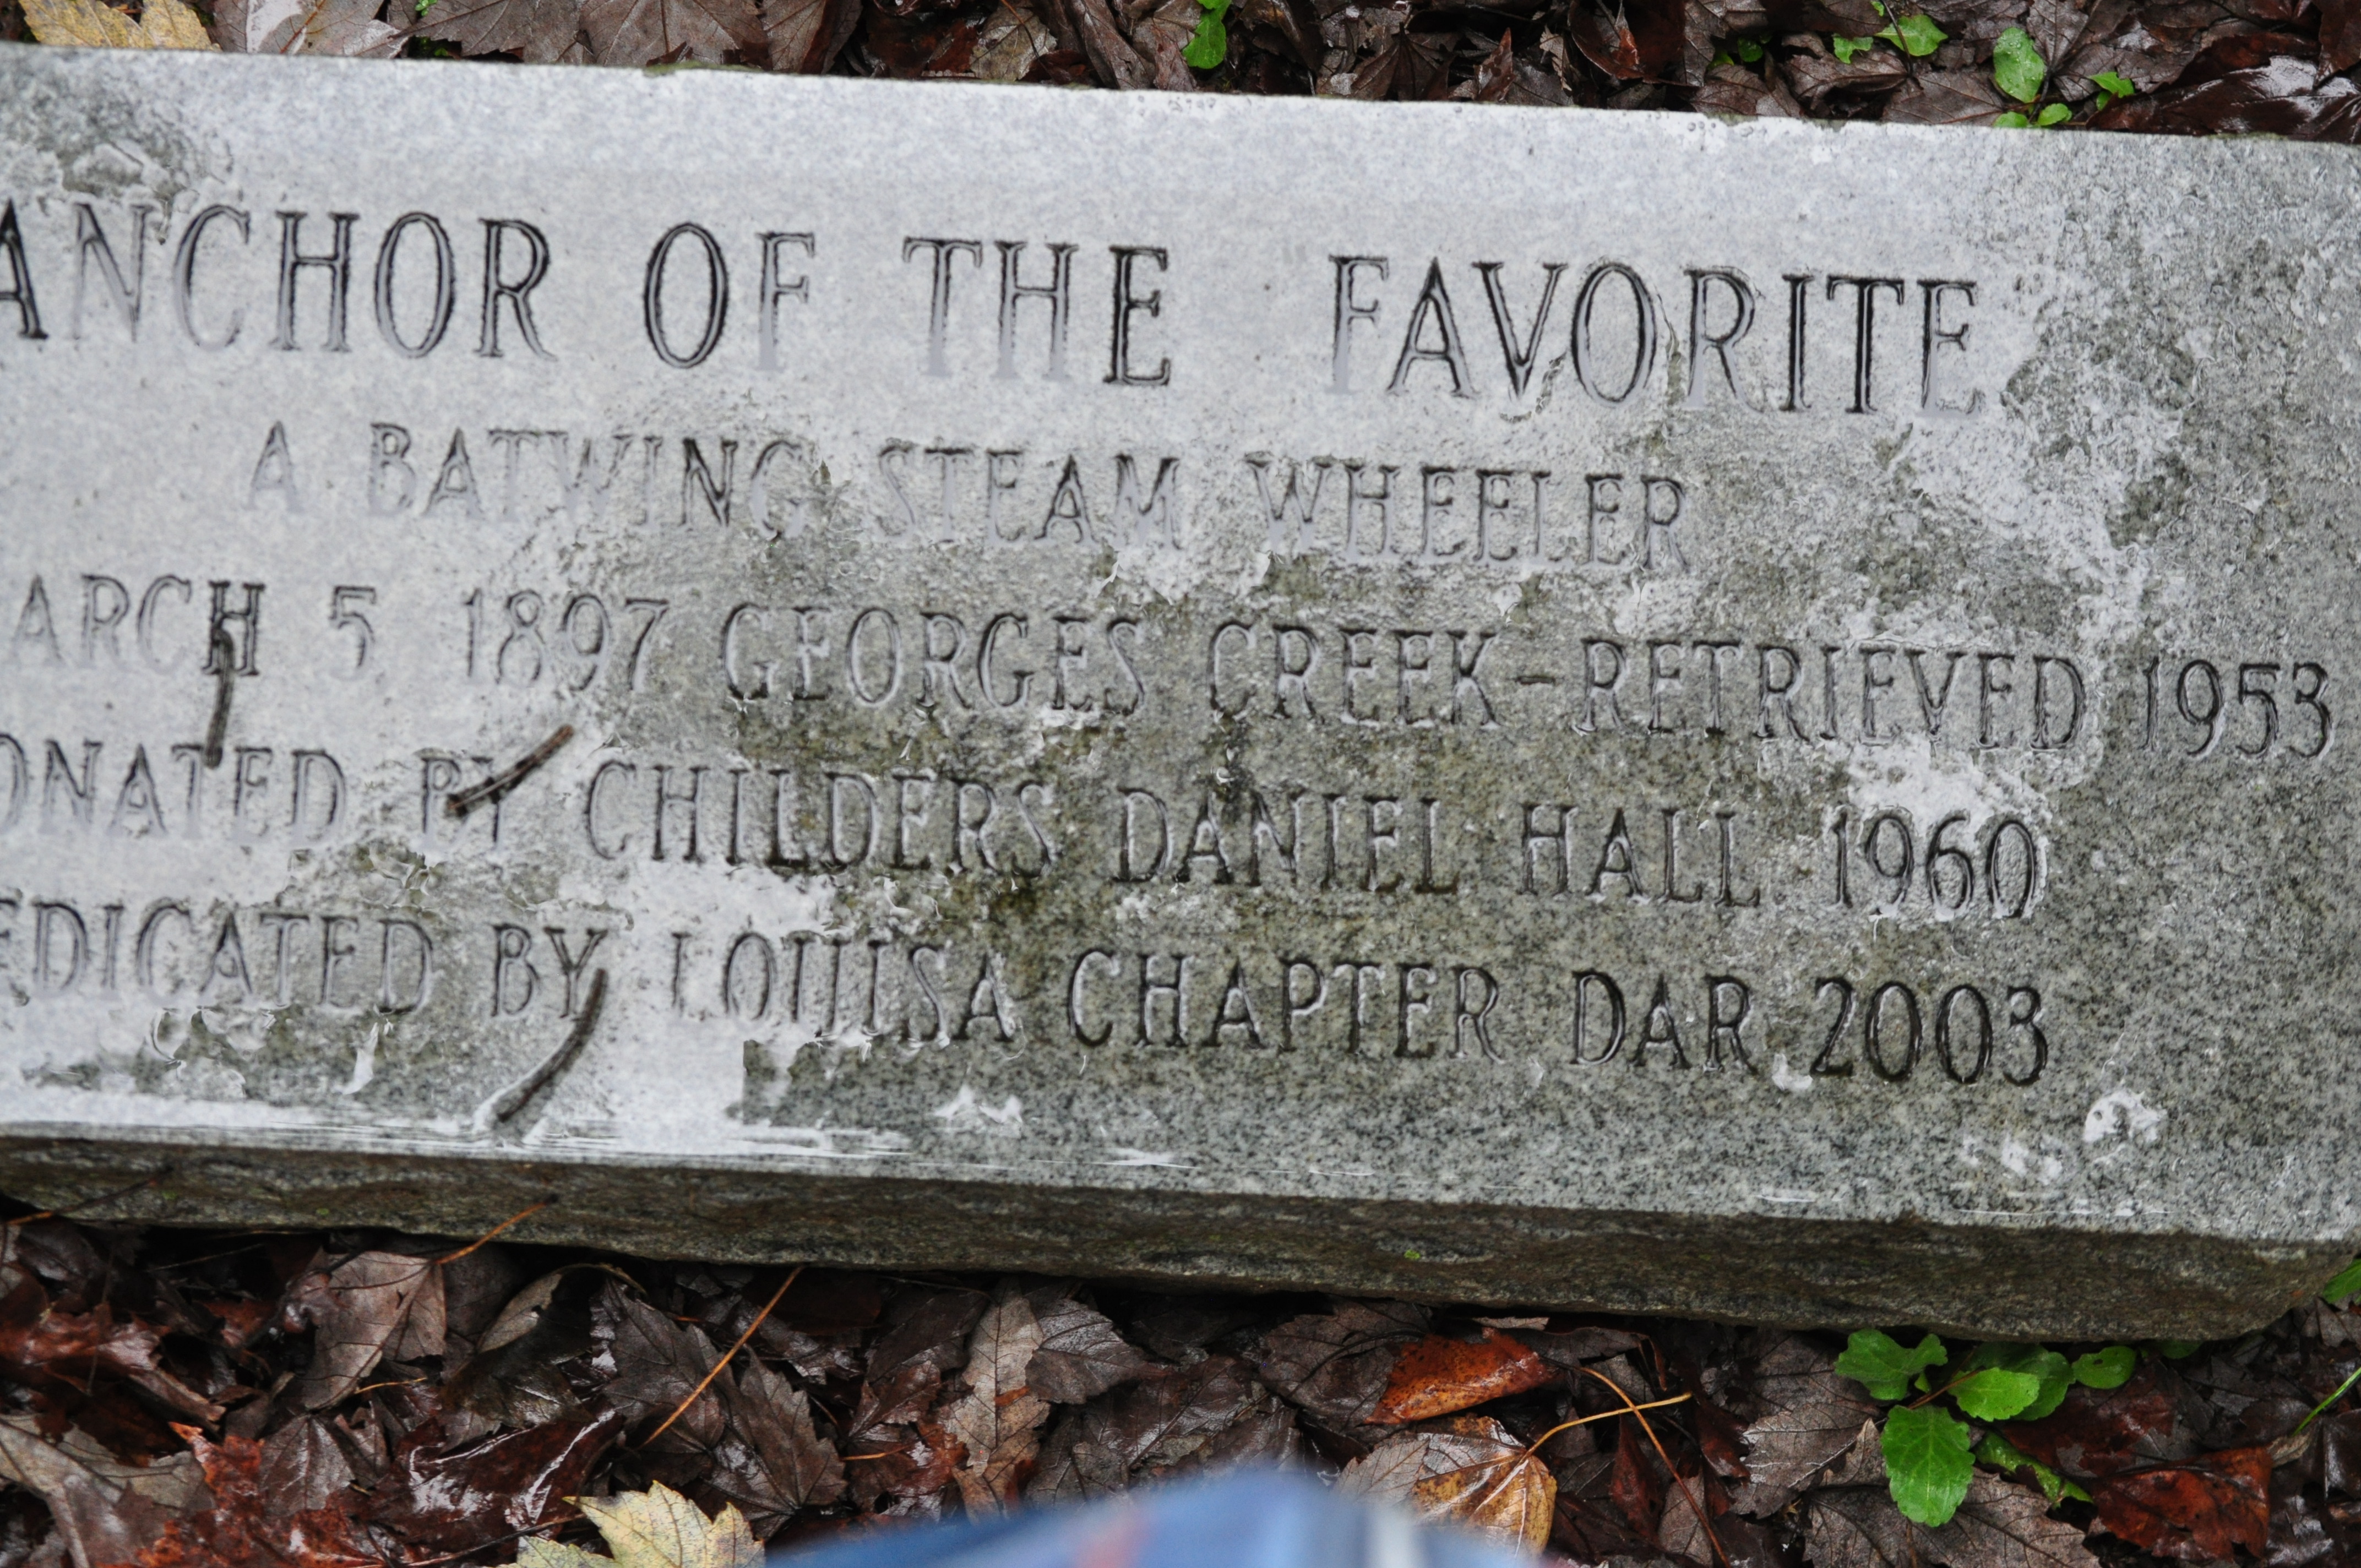 ANCHOR OF THE FAVORITE
A BATWING STEAM WHEELER
ARCH 5 1897 GEORGES CREEK-RETRIEVED 1953
ONATED BY CHILDERS DANIEL HALL 1960
EDICATED BY LOUISA CHAPTER DAR 2003